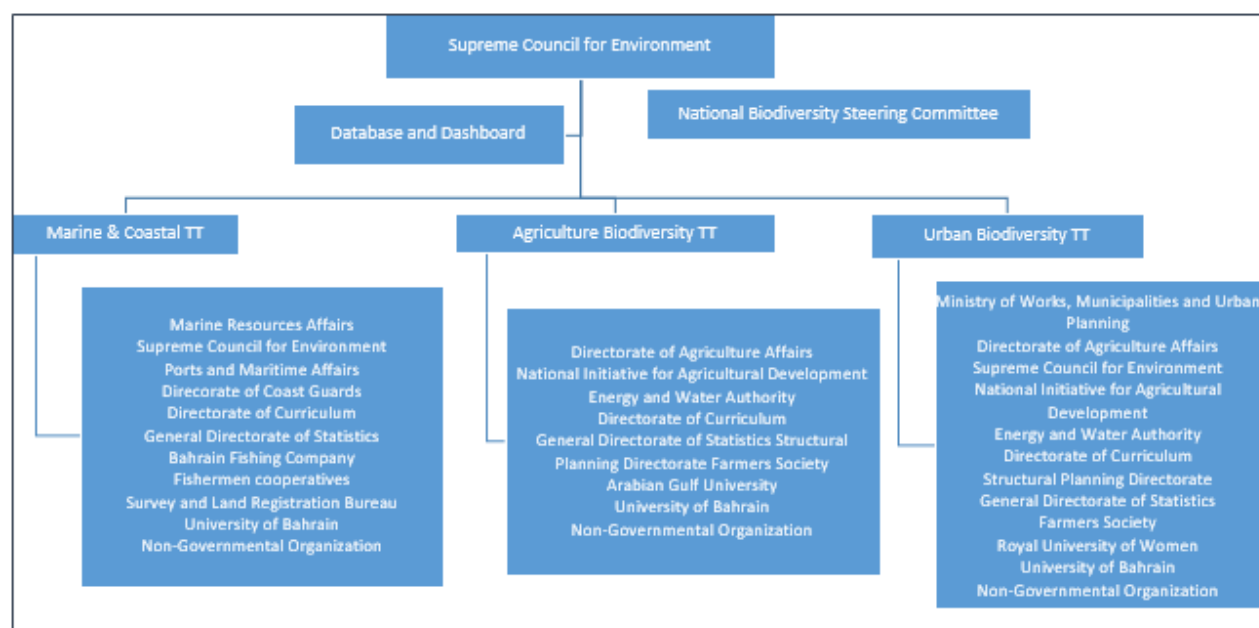 Supreme Council for Environment
National Biodiversity Steering Committee
Database and Dashboard
Marine & Coastal TT
Agriculture Biodiversity TT
Urban Biodiversity TT
Marine Resources Affairs
Supreme Council for Environment
Ports and Maritime Affairs
Direcorate of Coast Guards
Directorate of Curriculum
General Directorate of Statistics
Bahrain Fishing Company
Fishermen cooperatives
Survey and Land Registration Bureau
University of Bahrain
Non-Governmental Organization
Directorate of Agriculture Affairs
National Initiative for Agricultural Development
Energy and Water Authority
Directorate of Curriculum
General Directorate of Statistics Structural
Planning Directorate Farmers Society
Arabian Gulf University
University of Bahrain
Non-Governmental Organization
Ministry of Works, Municipalities and Urban
Planning
Directorate of Agriculture Affairs
Supreme Council for Environment
National Initiative for Agricultural
Development
Energy and Water Authority
Directorate of Curriculum
Structural Planning Directorate
General Directorate of Statistics
Farmers Society
Royal University of Women
University of Bahrain
Non-Governmental Organization